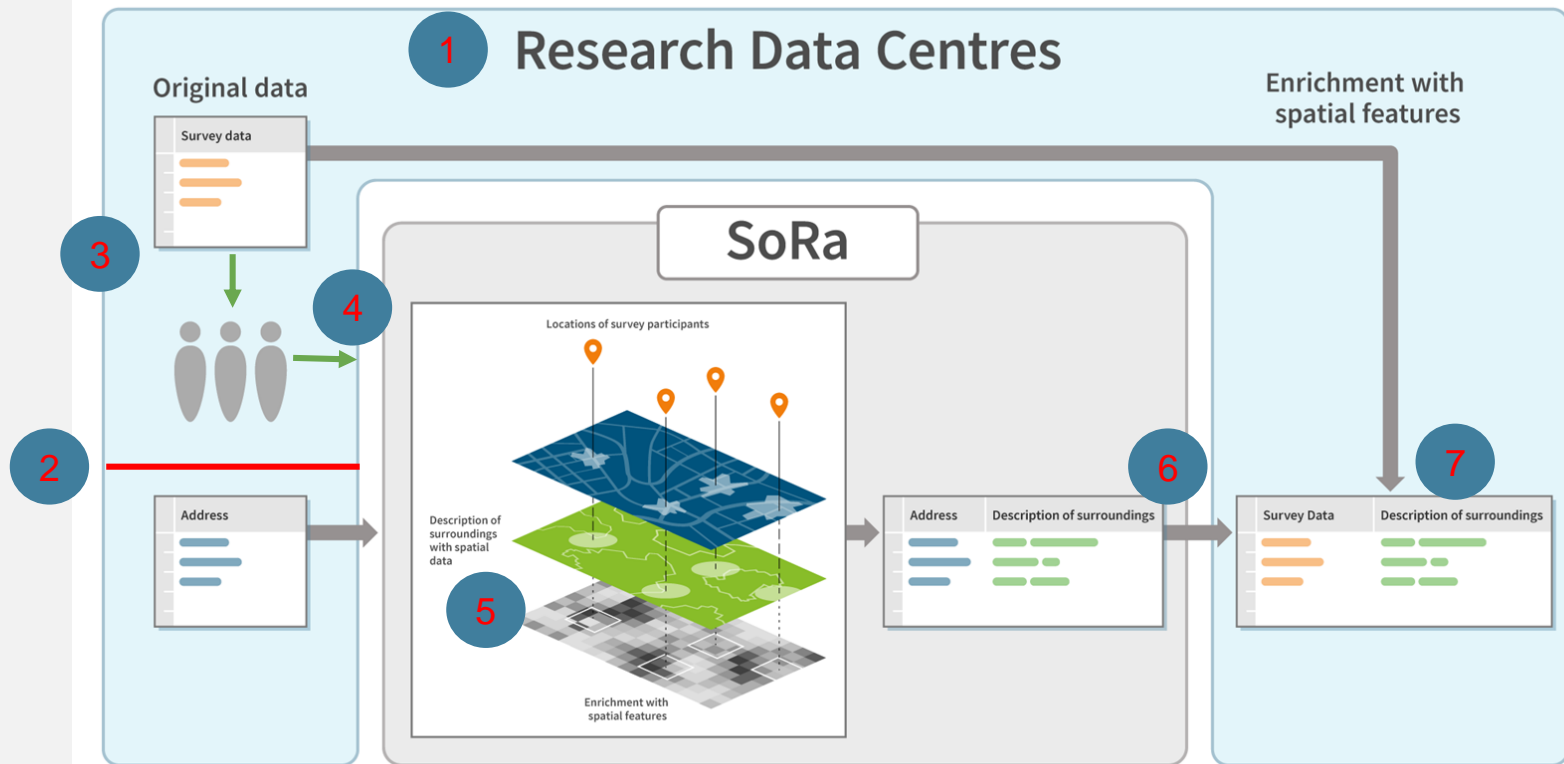 1
Research Data Centres
Original data
Enrichment with
spatial features
Survey data
SoRa
3
4
Locations of survey participants
2
6
7
Address
Description of
surroundings
with spatial
data
Address
Description of surroundings
Survey Data
Description of surroundings
5
Enrichment with
spatial features